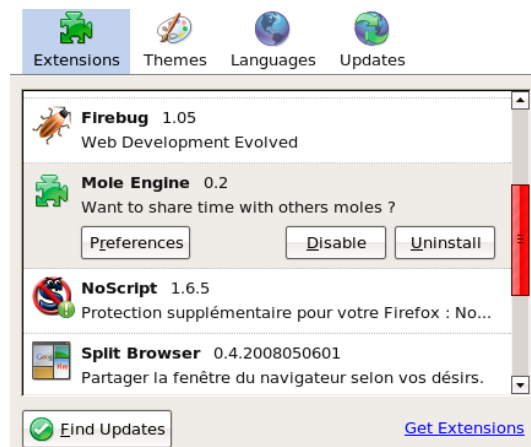 Extensions Themes Languages Updates
Firebug 1.05
Web Development Evolved
Mole Engine 0.2
Want to share time with others moles ?
Preferences Disable Uninstall
NoScript 1.6.5
Protection supplémentaire pour votre Firefox : No...
Split Browser 0.4.2008050601
Partager la fenêtre du navigateur selon vos désirs.
Find Updates Get Extensions